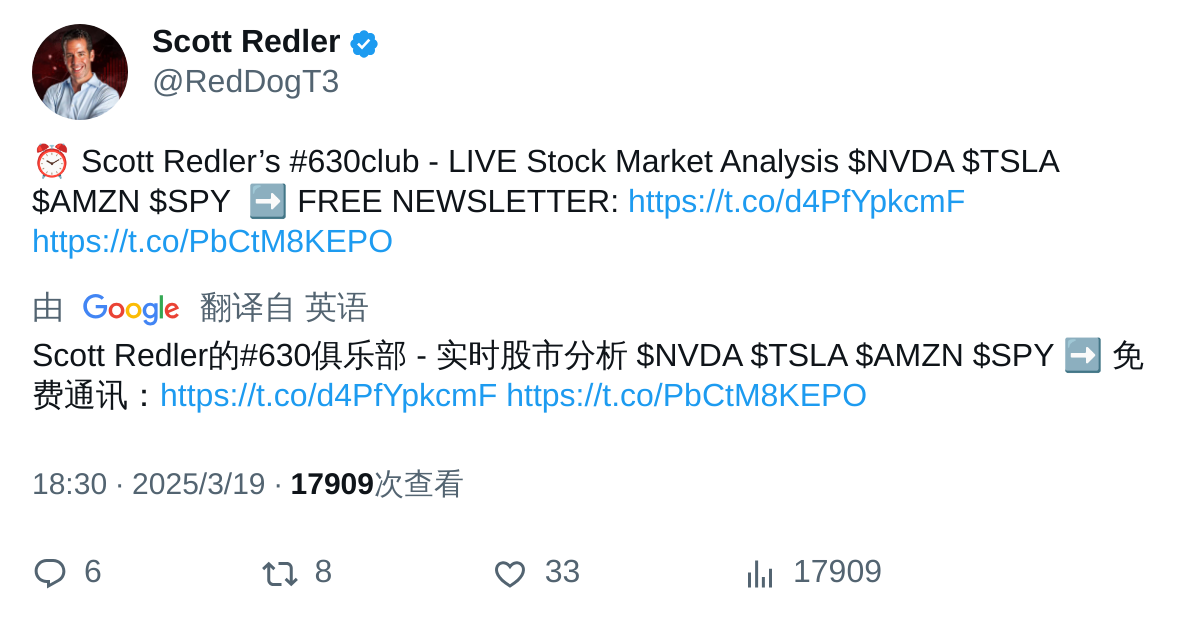 Scott Redler
@RedDogT3
⏰ Scott Redler’s #630club - LIVE Stock Market Analysis $NVDA $TSLA
$AMZN $SPY ➡️ FREE NEWSLETTER: https://t.co/d4PfYpkcmF
https://t.co/PbCtM8KEPO
由 Google 翻译自 英语
Scott Redler的#630俱乐部 - 实时股市分析 $NVDA $TSLA $AMZN $SPY ➡️ 免
费通讯：https://t.co/d4PfYpkcmF https://t.co/PbCtM8KEPO
18:30 · 2025/3/19 · 17909次查看
6 8 33 17909